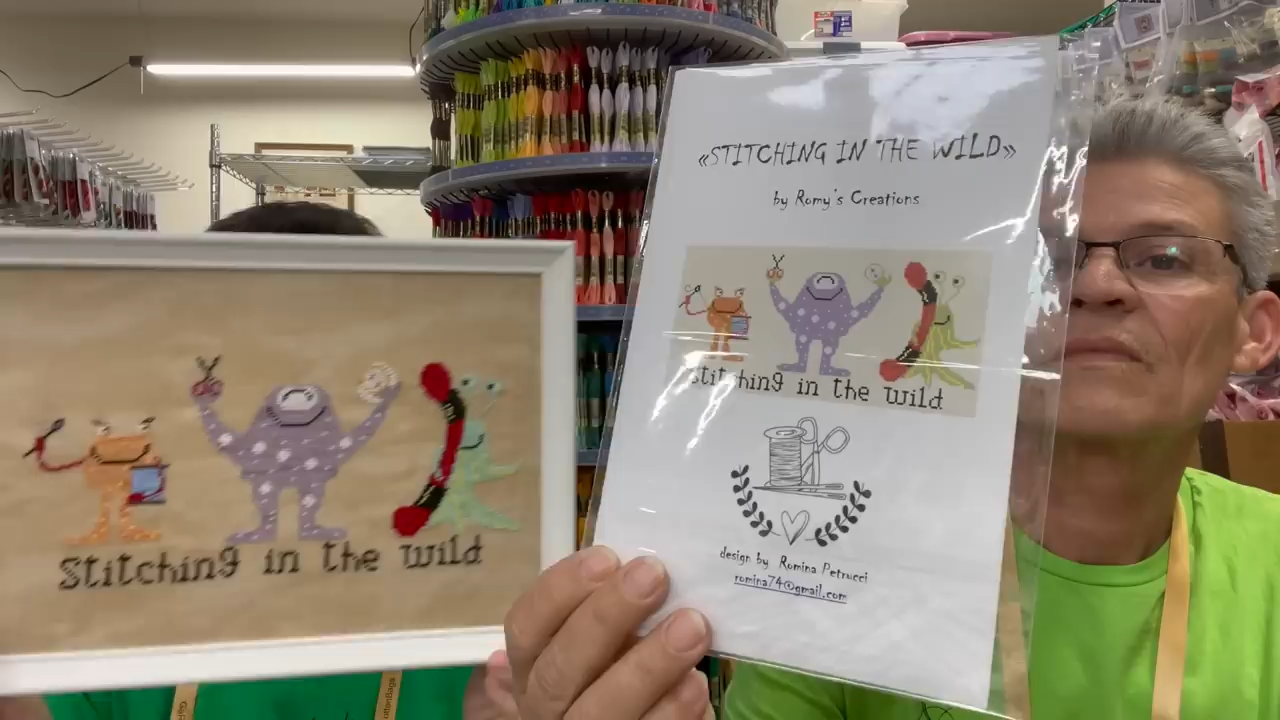 «STITCHING IN THE WILD»
by Romy's Creations
stitching in the wild
design by Romina Petrucci
romina74@gmail.com
Stitching in the wild